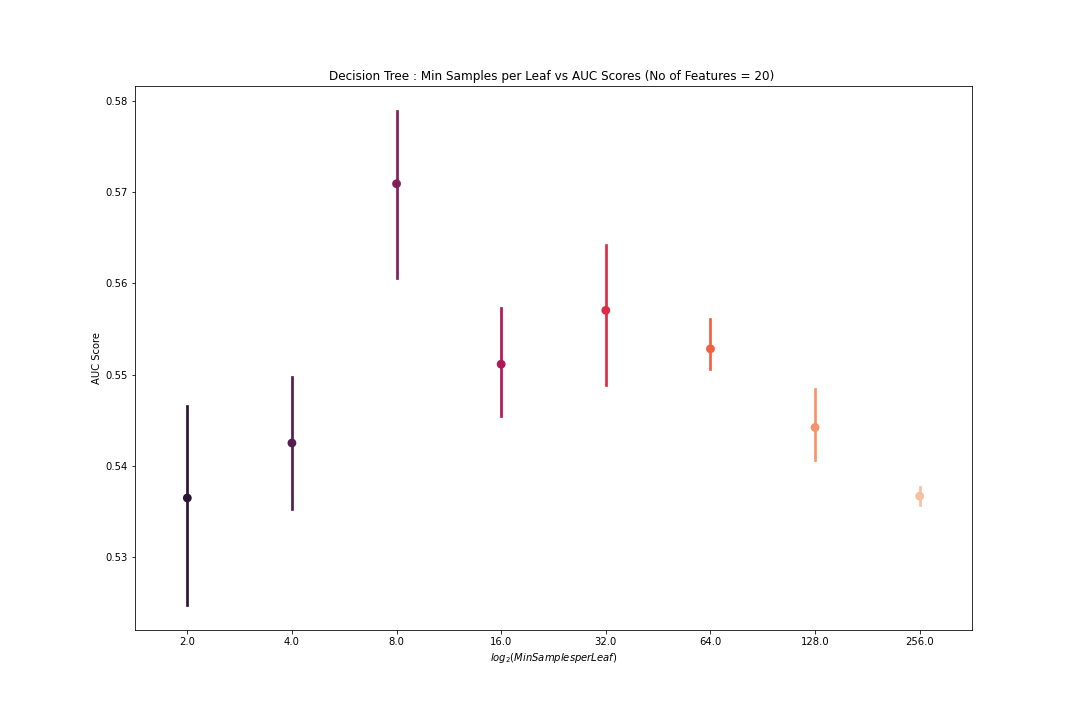 Decision Tree : Min Samples per Leaf vs AUC Scores (No of Features = 20)
0.58
0.57
0.56
0.55
0.54
0.53
AUC Score
2.0 4.0 8.0 16.0 32.0 64.0 128.0 256.0
log₂(MinSamplesperLeaf)